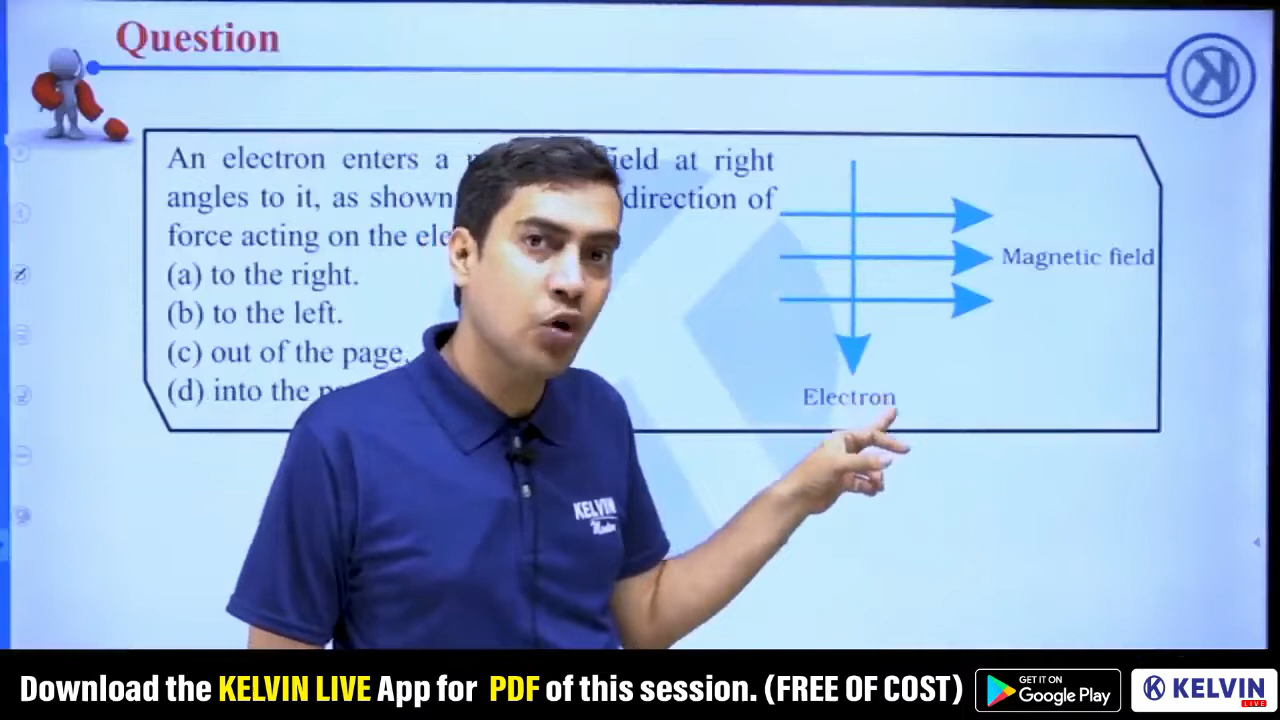 Question
An electron enters a ield at right
angles to it, as shown direction of
force acting on the ele
(a) to the right.
(b) to the left.
(c) out of the page.
(d) into the
Magnetic field
Electron
KELVIN
Download the KELVIN LIVE App for PDF of this session. (FREE OF COST)
GET IT ON
Google Play
KELVIN
LIVE